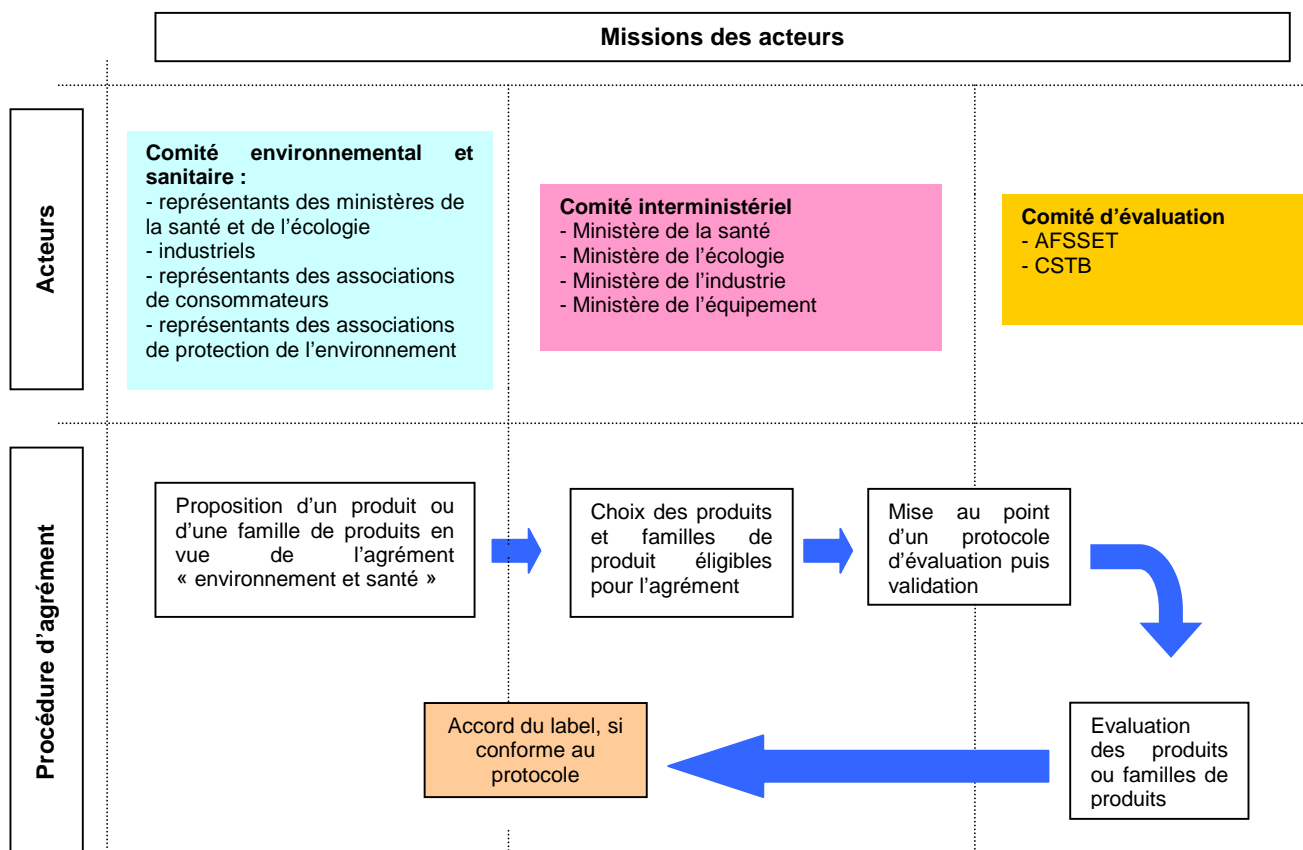 Missions des acteurs
Acteurs
Comité environnemental et
sanitaire :
- représentants des ministères de
la santé et de l’écologie
- industriels
- représentants des associations
de consommateurs
- représentants des associations
de protection de l’environnement
Comité interministériel
- Ministère de la santé
- Ministère de l’écologie
- Ministère de l’industrie
- Ministère de l’équipement
Comité d’évaluation
- AFSSET
- CSTB
Procédure d’agrément
Proposition d’un produit ou
d’une famille de produits en
vue de l’agrément
« environnement et santé »
Choix des produits
et familles de
produit éligibles
pour l’agrément
Mise au point
d’un protocole
d’évaluation puis
validation
Evaluation
des produits
ou familles de
produits
Accord du label, si
conforme au
protocole